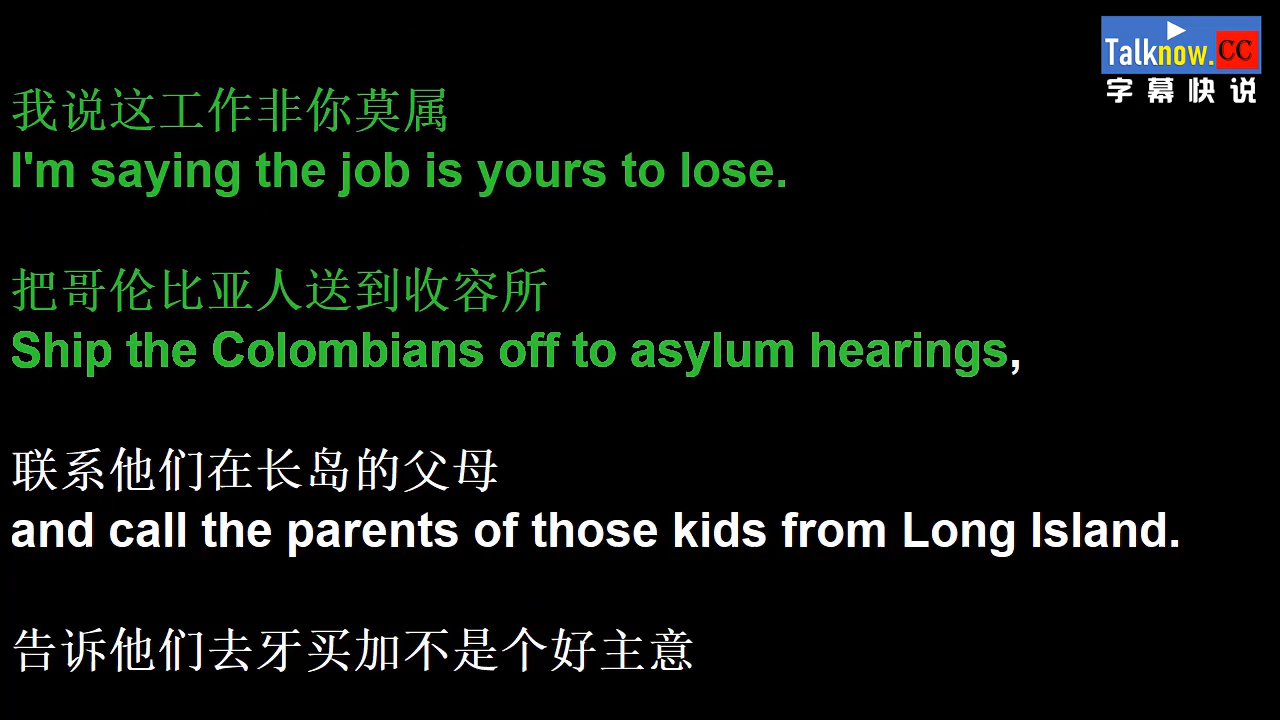 Talknow.CC
字幕快说
我说这工作非你莫属
I'm saying the job is yours to lose.
把哥伦比亚人送到收容所
Ship the Colombians off to asylum hearings,
联系他们在长岛的父母
and call the parents of those kids from Long Island.
告诉他们去牙买加不是个好主意